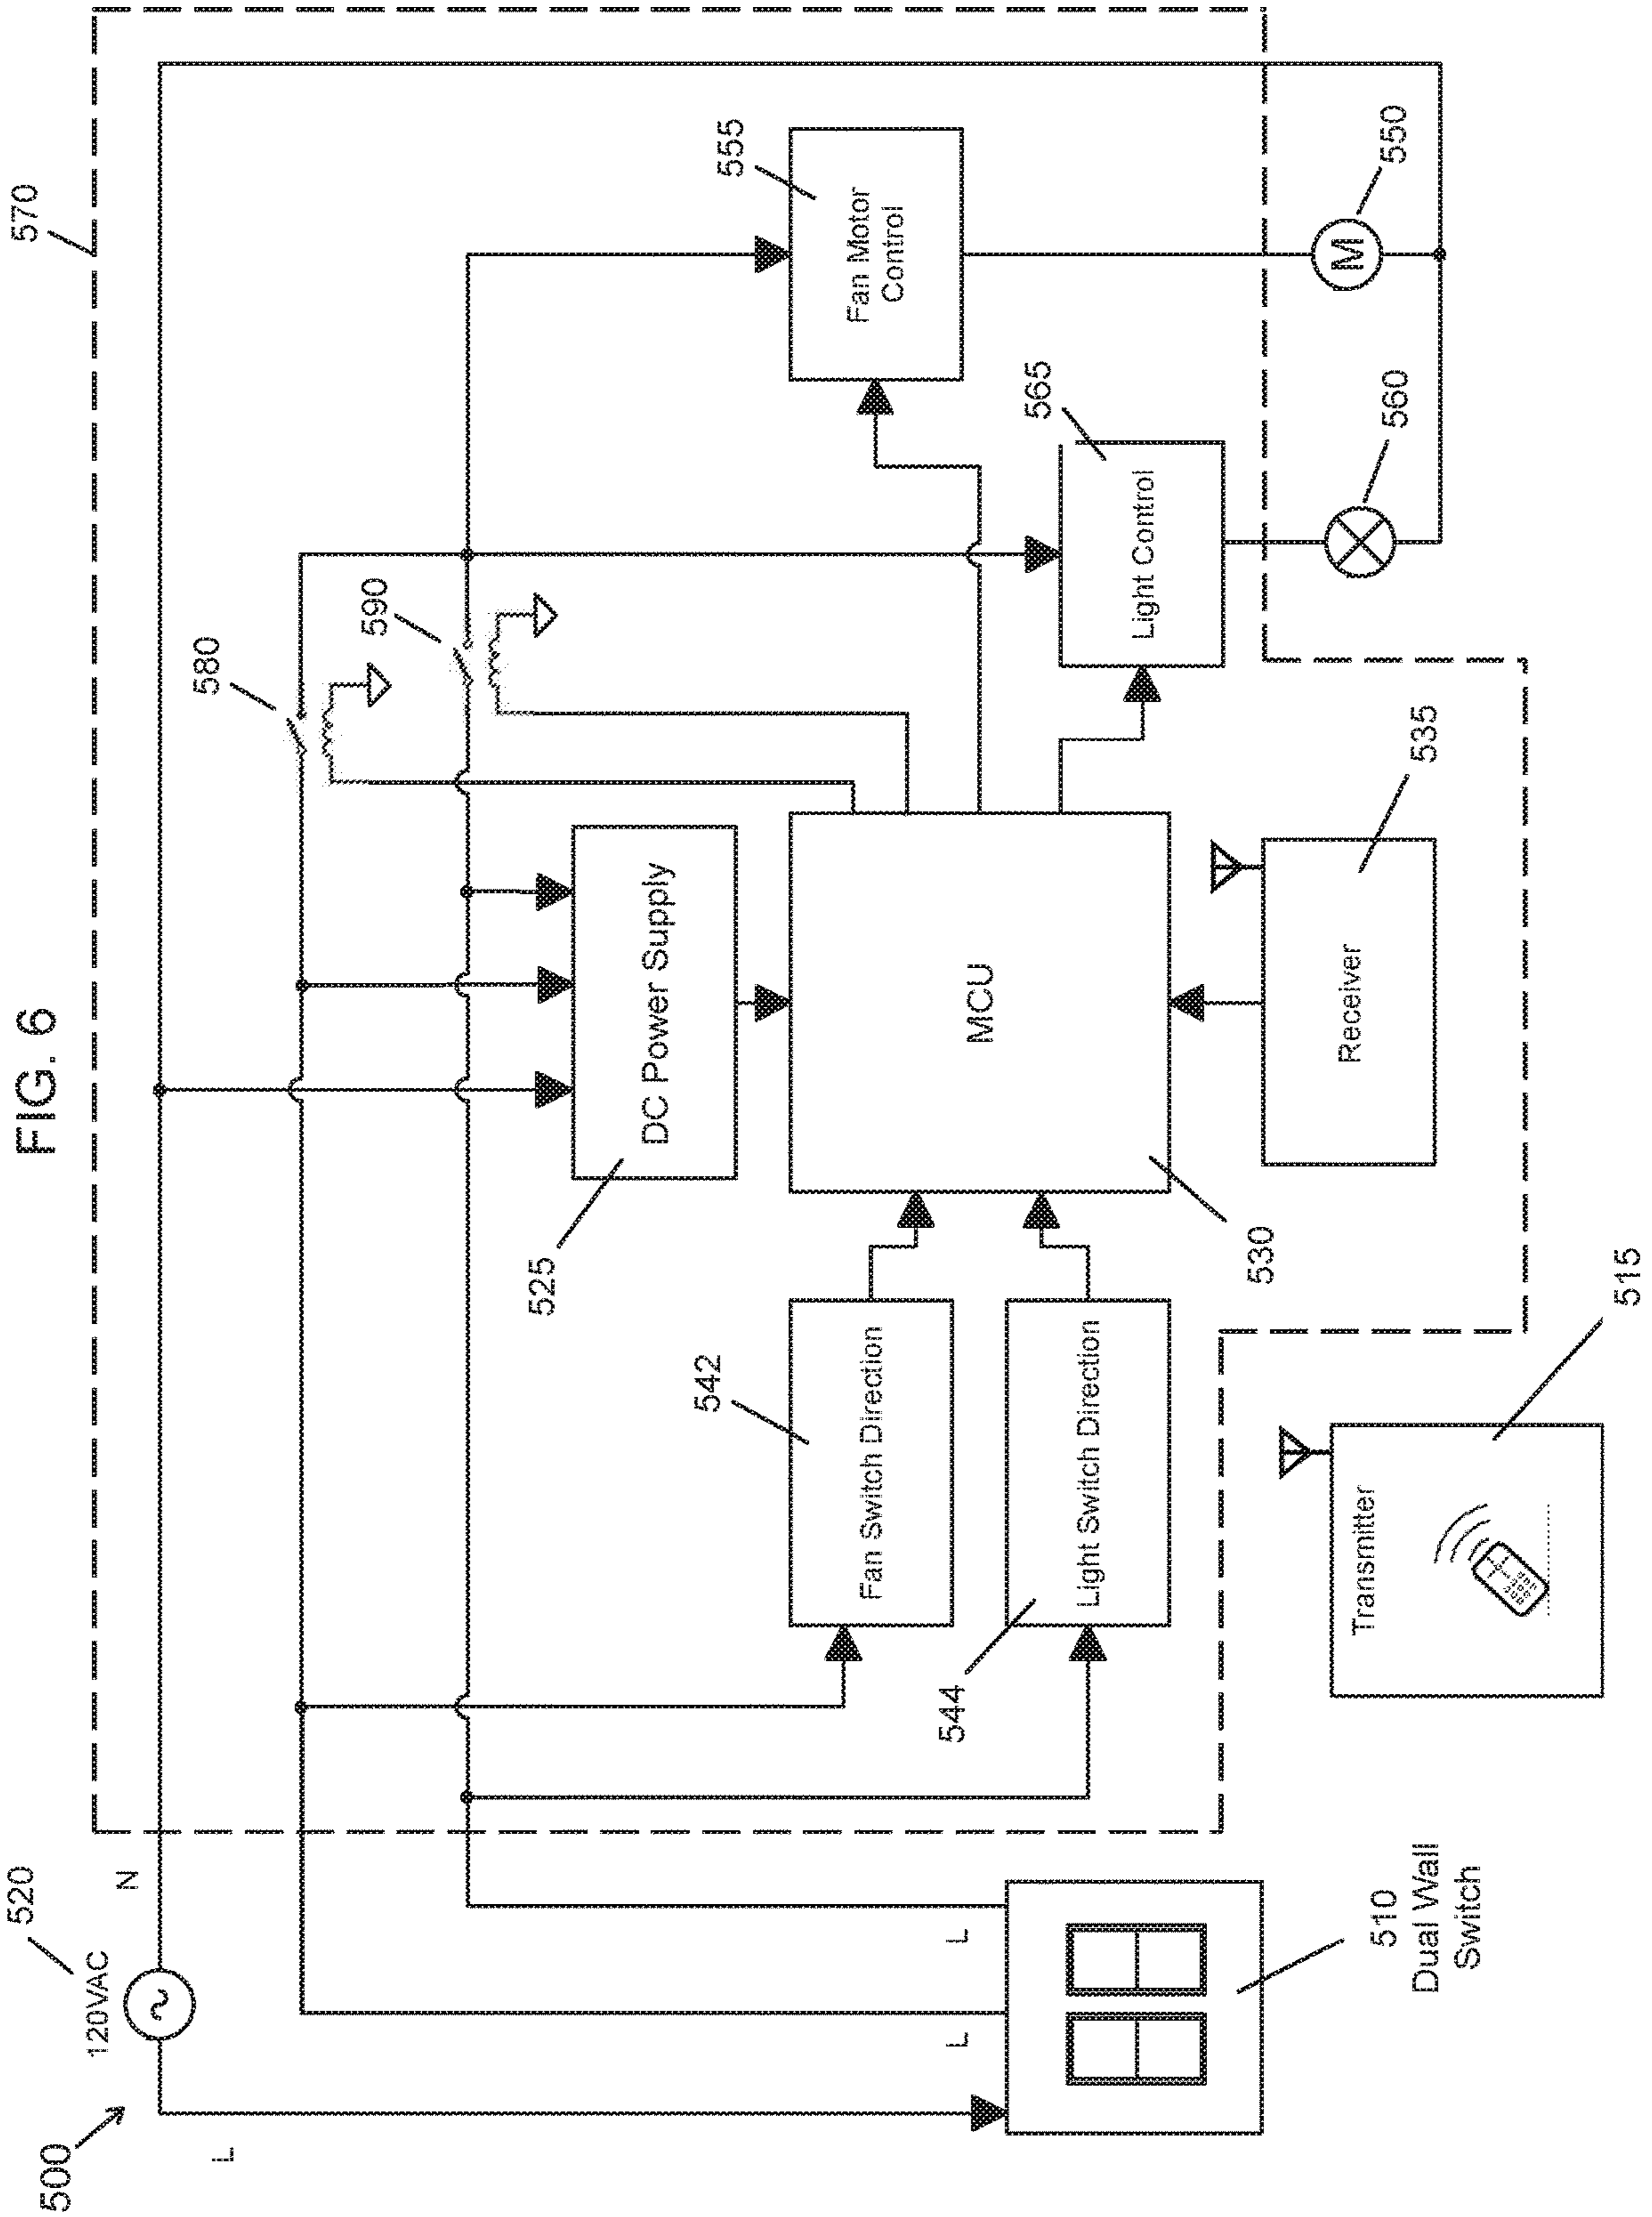 FIG. 6
500
520
120VAC
L
N
570
580
590
DC Power Supply
525
555
Fan Motor
Control
542
Fan Switch Direction
MCU
530
565
Light Control
544
Light Switch Direction
L
L
510
Dual Wall
Switch
Receiver
535
560
M
550
Transmitter
515